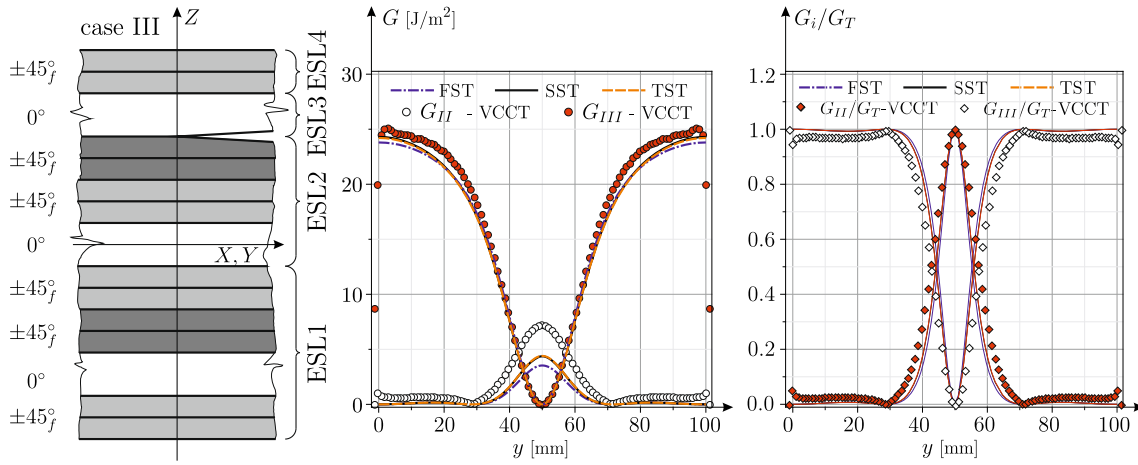 case III
Z
±45°f
0°
±45°f
±45°f
0°
±45°f
±45°f
0°
±45°f
X, Y
ESL4
ESL3
ESL2
ESL1
G [J/m²]
30
20
10
0
FST SST TST
G_II - VCCT G_III - VCCT
0 20 40 60 80 100
y [mm]
G_i/G_T
1.2
1.0
0.8
0.6
0.4
0.2
0.0
FST SST TST
G_II/G_T-VCCT G_III/G_T-VCCT
0 20 40 60 80 100
y [mm]